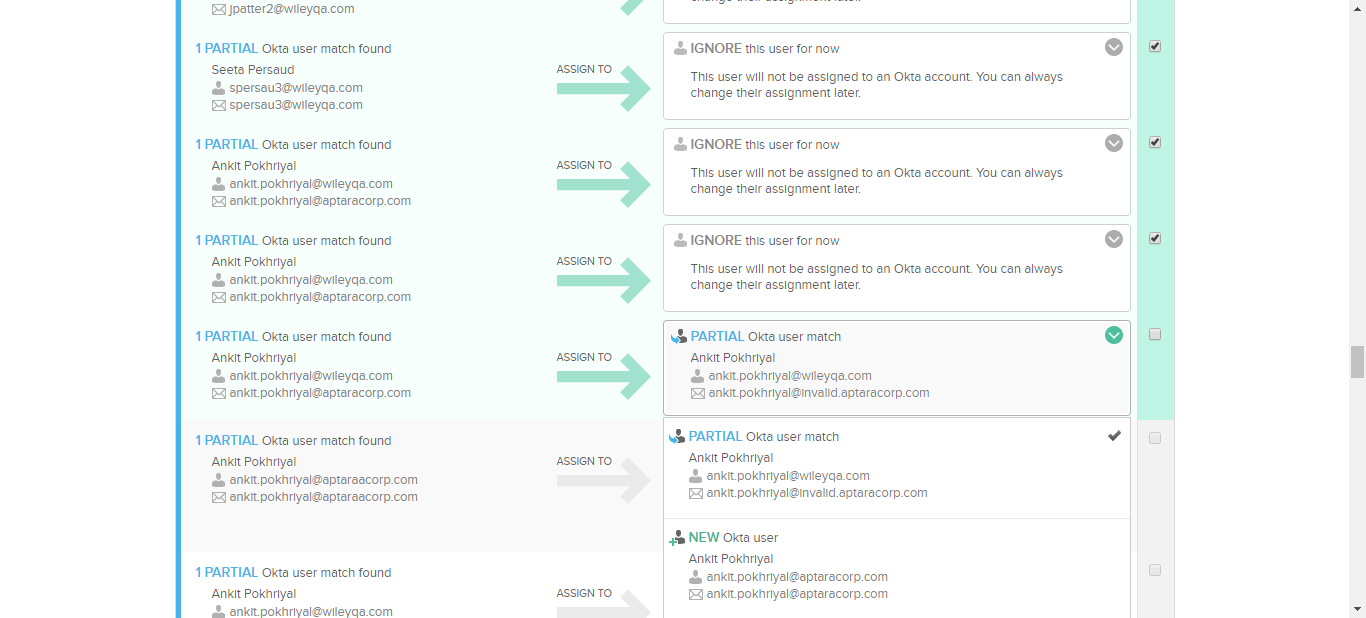 jpatter2@wileyqa.com
change their assignment later.
1 PARTIAL Okta user match found
Seeta Persaud
spersau3@wileyqa.com
spersau3@wileyqa.com
ASSIGN TO
IGNORE this user for now
This user will not be assigned to an Okta account. You can always
change their assignment later.
1 PARTIAL Okta user match found
Ankit Pokhriyal
ankit.pokhriyal@wileyqa.com
ankit.pokhriyal@aptaracorp.com
ASSIGN TO
IGNORE this user for now
This user will not be assigned to an Okta account. You can always
change their assignment later.
1 PARTIAL Okta user match found
Ankit Pokhriyal
ankit.pokhriyal@wileyqa.com
ankit.pokhriyal@aptaracorp.com
ASSIGN TO
IGNORE this user for now
This user will not be assigned to an Okta account. You can always
change their assignment later.
1 PARTIAL Okta user match found
Ankit Pokhriyal
ankit.pokhriyal@wileyqa.com
ankit.pokhriyal@aptaracorp.com
ASSIGN TO
PARTIAL Okta user match
Ankit Pokhriyal
ankit.pokhriyal@wileyqa.com
ankit.pokhriyal@invalid.aptaracorp.com
1 PARTIAL Okta user match found
Ankit Pokhriyal
ankit.pokhriyal@aptaraacorp.com
ankit.pokhriyal@aptaraacorp.com
ASSIGN TO
PARTIAL Okta user match
Ankit Pokhriyal
ankit.pokhriyal@wileyqa.com
ankit.pokhriyal@invalid.aptaracorp.com
NEW Okta user
Ankit Pokhriyal
ankit.pokhriyal@aptaracorp.com
ankit.pokhriyal@aptaracorp.com
1 PARTIAL Okta user match found
Ankit Pokhriyal
ankit.pokhriyal@wileyqa.com
ASSIGN TO